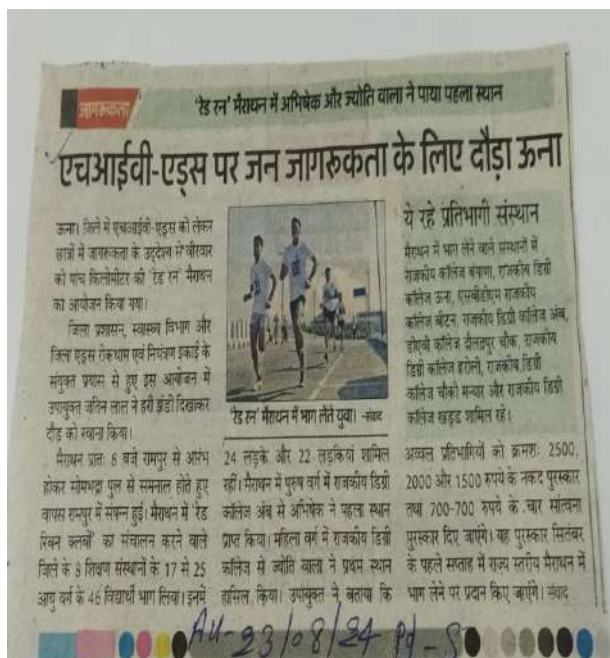 जागरूकता
'रेड रन' मैराथन में अभिषेक और ज्योति वाला ने पाया पहला स्थान
एचआईवी-एड्स पर जन जागरूकता के लिए दौड़ा ऊना
ऊना। जिले में एचआईवी-एड्स को लेकर
छात्रों में जागरूकता के उद्देश्य से वीरवार
को पांच किलोमीटर की 'रेड रन' मैराथन
का आयोजन किया गया।
जिला प्रशासन, स्वास्थ्य विभाग और
जिला एड्स रोकथाम एवं नियंत्रण इकाई के
संयुक्त प्रयास से हुए इस आयोजन में
उपायुक्त जतिन लाल ने हरी झंडी दिखाकर
दौड़ को रवाना किया।
मैराथन प्रातः 8 बजे रामपुर से आरंभ
होकर सोमभद्रा पुल से समनाल होते हुए
वापस रामपुर में संपन्न हुई। मैराथन में 'रेड
रिबन क्लबों' का संचालन करने वाले
जिले के 8 शिक्षण संस्थानों के 17 से 25
आयु वर्ग के 46 विद्यार्थी भाग लिया। इनमें
'रेड रन' मैराथन में भाग लेते युवा। -संवाद
24 लड़के और 22 लड़कियां शामिल
रहीं। मैराथन में पुरुष वर्ग में राजकीय डिग्री
कॉलेज अंब से अभिषेक ने पहला स्थान
प्राप्त किया। महिला वर्ग में राजकीय डिग्री
कॉलेज से ज्योति वाला ने प्रथम स्थान
हासिल किया। उपायुक्त ने बताया कि
ये रहे प्रतिभागी संस्थान
मैराथन में भाग लेने वाले संस्थानों में
राजकीय कॉलेज बंगाणा, राजकीय डिग्री
कॉलेज ऊना, एसवीडीएम राजकीय
कॉलेज बीटन, राजकीय डिग्री कॉलेज अंब,
डीएवी कॉलेज दौलतपुर चौक, राजकीय
डिग्री कॉलेज हरोली, राजकीय डिग्री
कॉलेज चौकी मन्यार और राजकीय डिग्री
कॉलेज खड्ड शामिल रहे।
अव्वल प्रतिभागियों को क्रमशः 2500,
2000 और 1500 रुपये के नकद पुरस्कार
तथा 700-700 रुपये के चार सांत्वना
पुरस्कार दिए जाएंगे। यह पुरस्कार सितंबर
के पहले सप्ताह में राज्य स्तरीय मैराथन में
भाग लेने पर प्रदान किए जाएंगे। संवाद
AU-23/08/24 Pg-5